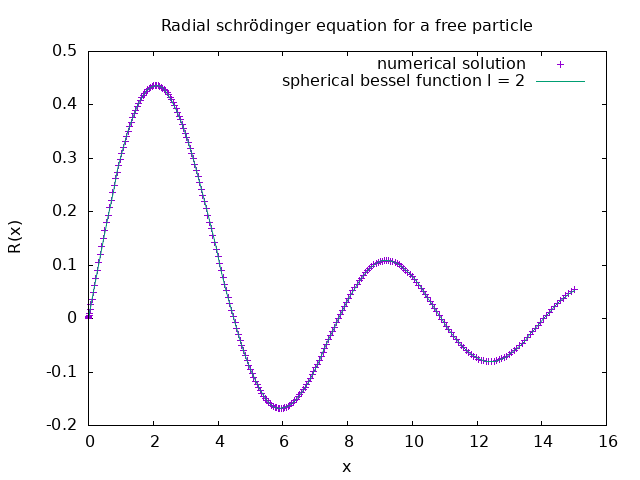 Radial schrödinger equation for a free particle
numerical solution
spherical bessel function l = 2
0.5
0.4
0.3
0.2
0.1
0
-0.1
-0.2
R(x)
0 2 4 6 8 10 12 14 16
x